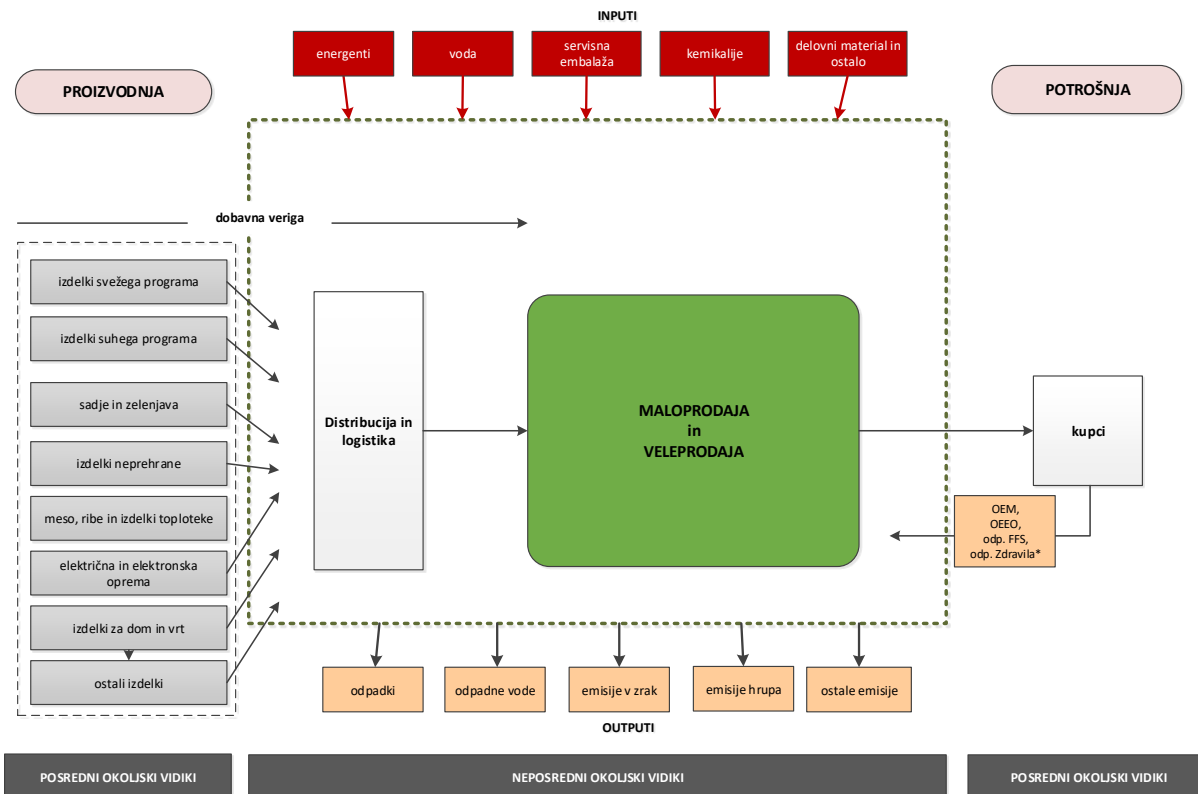 INPUTI
energenti
voda
servisna
embalaža
kemikalije
delovni material in
ostalo
PROIZVODNJA
POTROŠNJA
dobavna veriga
izdelki svežega programa
izdelki suhega programa
sadje in zelenjava
izdelki neprehrane
meso, ribe in izdelki toploteke
električna in elektronska
oprema
izdelki za dom in vrt
ostali izdelki
Distribucija in
logistika
MALOPRODAJA
in
VELEPRODAJA
kupci
OEM,
OEEO,
odp. FFS,
odp. Zdravila*
odpadki
odpadne vode
emisije v zrak
emisije hrupa
ostale emisije
OUTPUTI
POSREDNI OKOLJSKI VIDIKI
NEPOSREDNI OKOLJSKI VIDIKI
POSREDNI OKOLJSKI VIDIKI